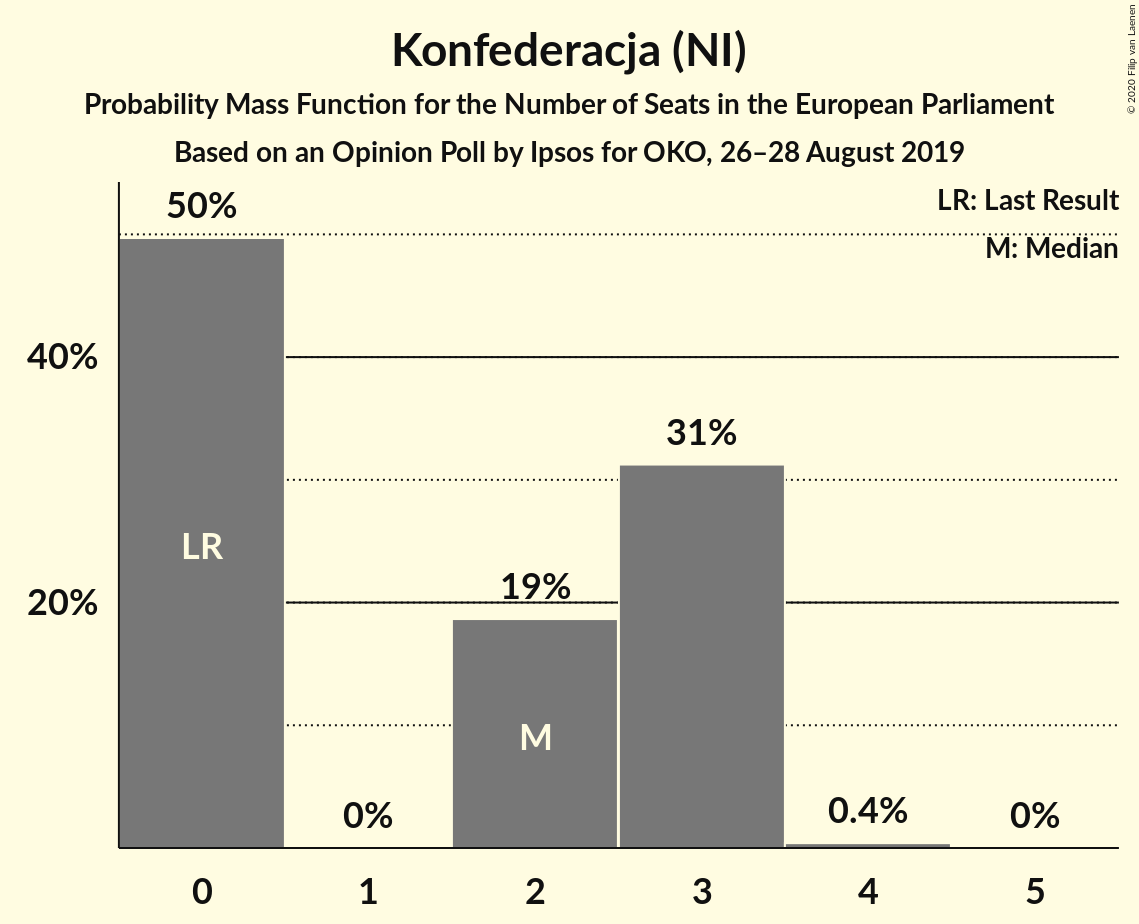 Konfederacja (NI)
Probability Mass Function for the Number of Seats in the European Parliament
Based on an Opinion Poll by Ipsos for OKO, 26–28 August 2019
© 2020 Filip van Laenen
LR: Last Result
M: Median
50%
40%
31%
LR
20%
19%
M
0%
0.4%
0%
0
1
2
3
4
5